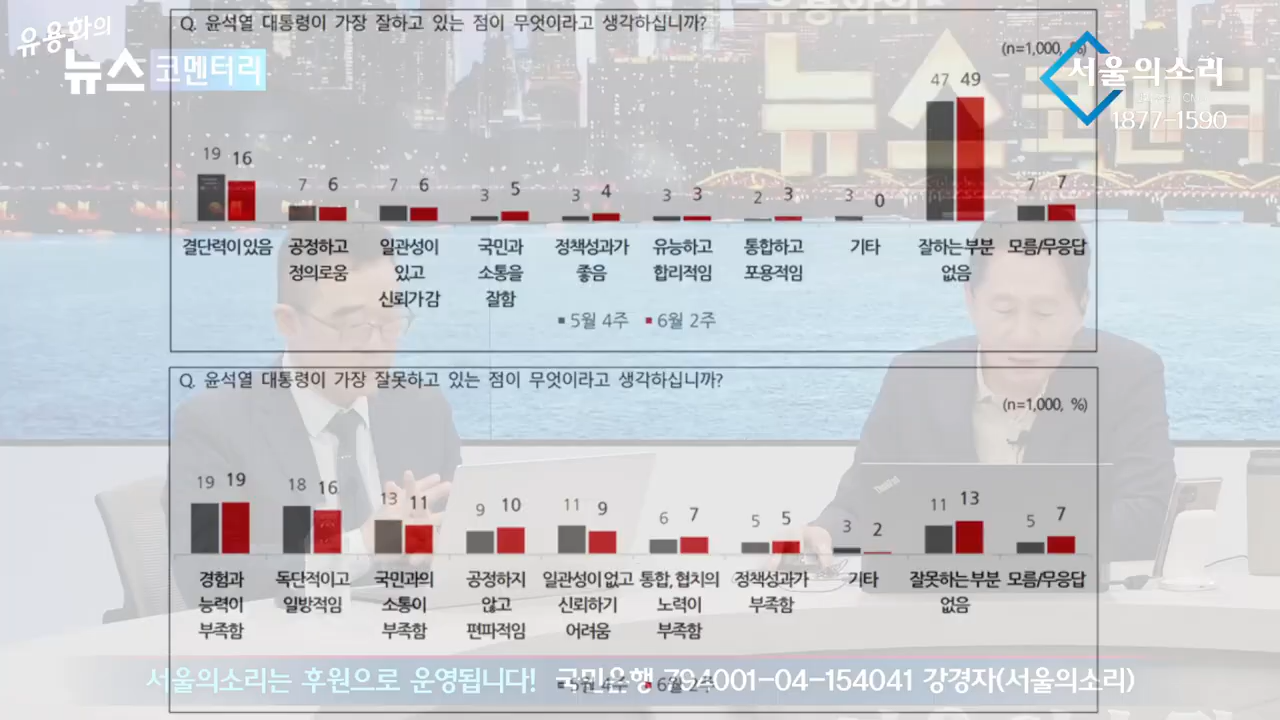 유용화의
뉴스 코멘터리
서울의소리
1877-1590
Q. 윤석열 대통령이 가장 잘하고 있는 점이 무엇이라고 생각하십니까?
(n=1,000, %)
19 16 7 6 7 6 3 5 3 4 3 3 2 3 3 0 47 49 7 7
결단력이 있음 공정하고 일관성이 국민과 정책성과가 유능하고 통합하고 기타 잘하는 부분 모름/무응답
정의로움 있고 소통을 좋음 합리적임 포용적임 없음
신뢰가 감 잘함
5월 4주 6월 2주
Q. 윤석열 대통령이 가장 잘못하고 있는 점이 무엇이라고 생각하십니까?
(n=1,000, %)
19 19 18 16 13 11 9 10 11 9 6 7 5 5 3 2 11 13 5 7
경험과 독단적이고 국민과의 공정하지 일관성이 없고 통합, 협치의 정책성과가 기타 잘못하는 부분 모름/무응답
능력이 일방적임 소통이 않고 신뢰하기 노력이 부족함 없음
부족함 부족함 편파적임 어려움 부족함
5월 4주 6월 2주
서울의소리는 후원으로 운영됩니다! 국민은행 794001-04-154041 강경자(서울의소리)
ThinkPad